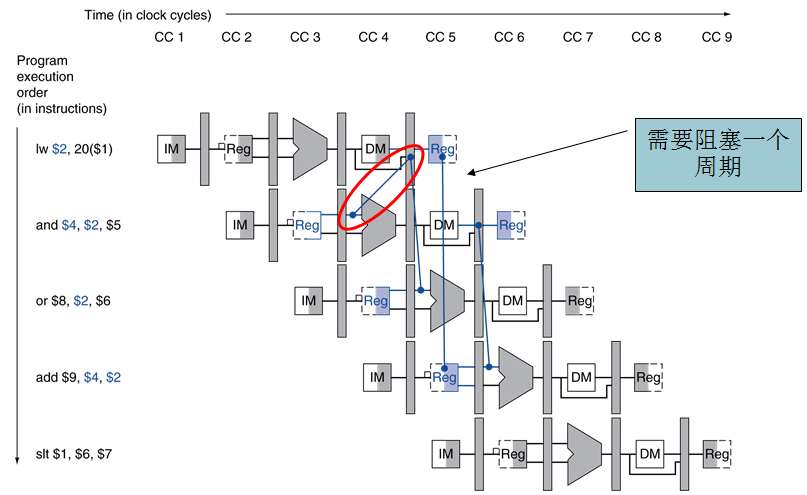 Time (in clock cycles)
CC 1 CC 2 CC 3 CC 4 CC 5 CC 6 CC 7 CC 8 CC 9
Program
execution
order
(in instructions)
lw $2, 20($1)
IM Reg DM Reg
需要阻塞一个
周期
and $4, $2, $5
IM Reg DM Reg
or $8, $2, $6
IM Reg DM Reg
add $9, $4, $2
IM Reg DM Reg
slt $1, $6, $7
IM Reg DM Reg